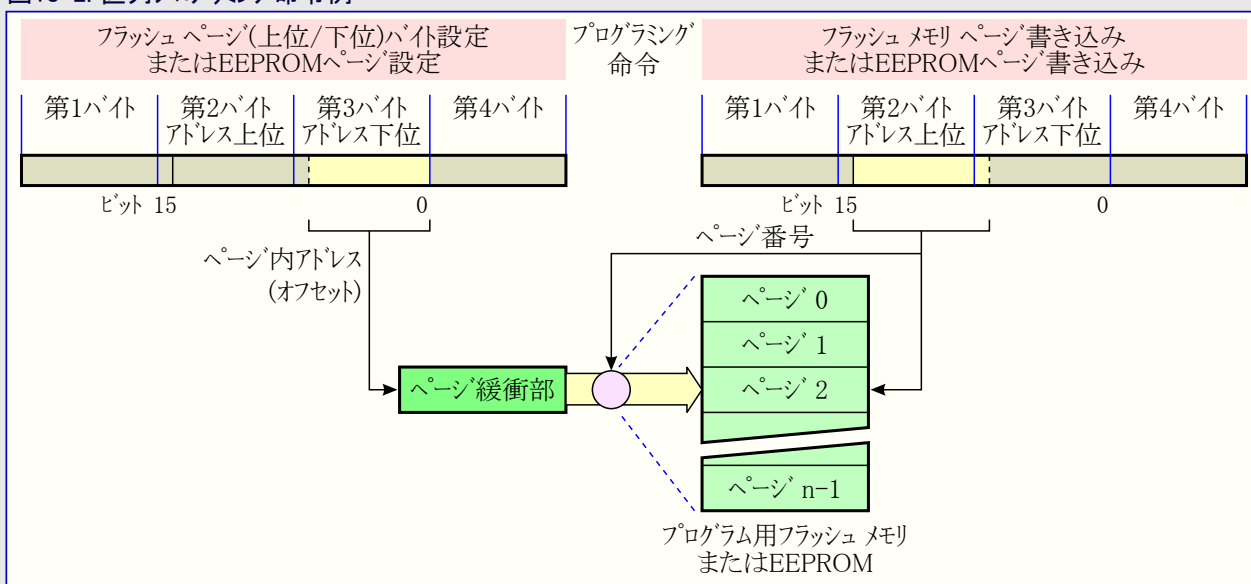 フラッシュ ページ(上位/下位)バイト設定
またはEEPROMページ設定
プログラミング
命令
フラッシュ メモリ ページ書き込み
またはEEPROMページ書き込み
第1バイト
第2バイト
アドレス上位
第3バイト
アドレス下位
第4バイト
第1バイト
第2バイト
アドレス上位
第3バイト
アドレス下位
第4バイト
ビット 15
0
ビット 15
0
ページ内アドレス
(オフセット)
ページ番号
ページ緩衝部
ページ 0
ページ 1
ページ 2
ページ n-1
プログラム用フラッシュ メモリ
またはEEPROM